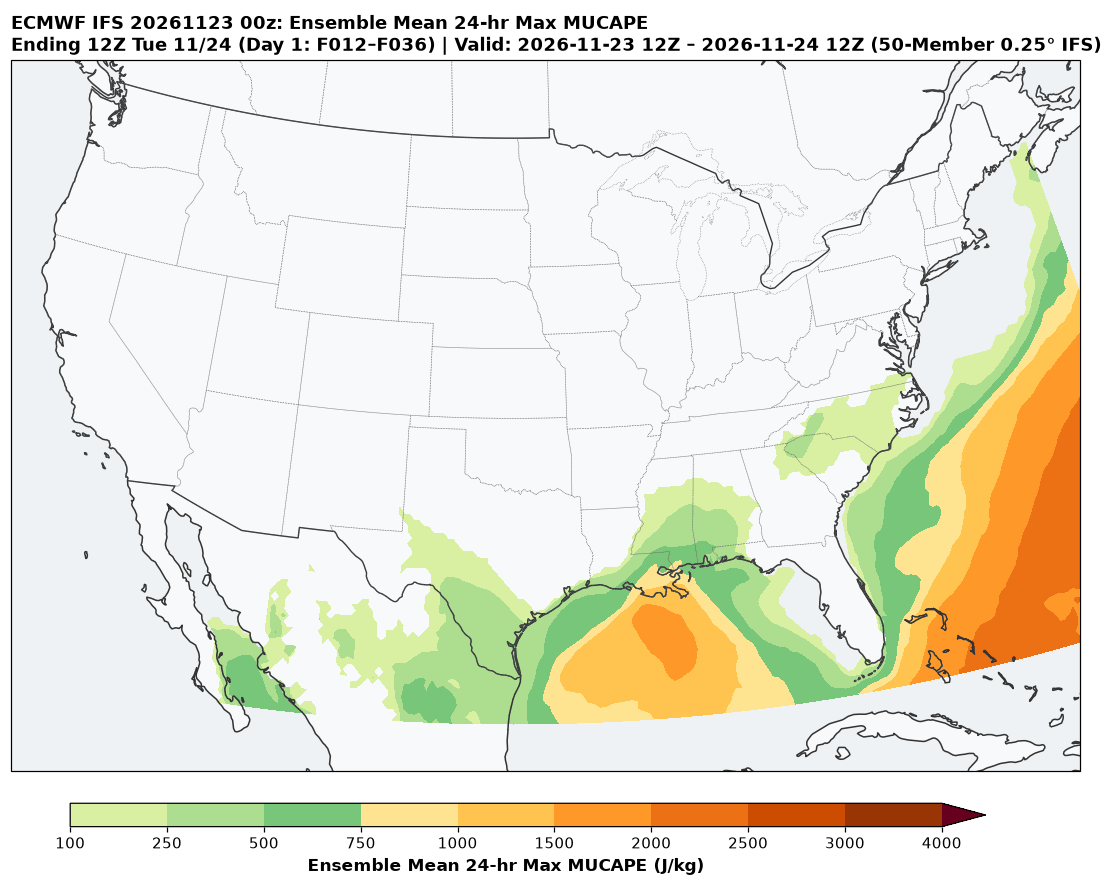 ECMWF IFS 20261123 00z: Ensemble Mean 24-hr Max MUCAPE
Ending 12Z Tue 11/24 (Day 1: F012–F036) | Valid: 2026-11-23 12Z – 2026-11-24 12Z (50-Member 0.25° IFS)
100 250 500 750 1000 1500 2000 2500 3000 4000
Ensemble Mean 24-hr Max MUCAPE (J/kg)